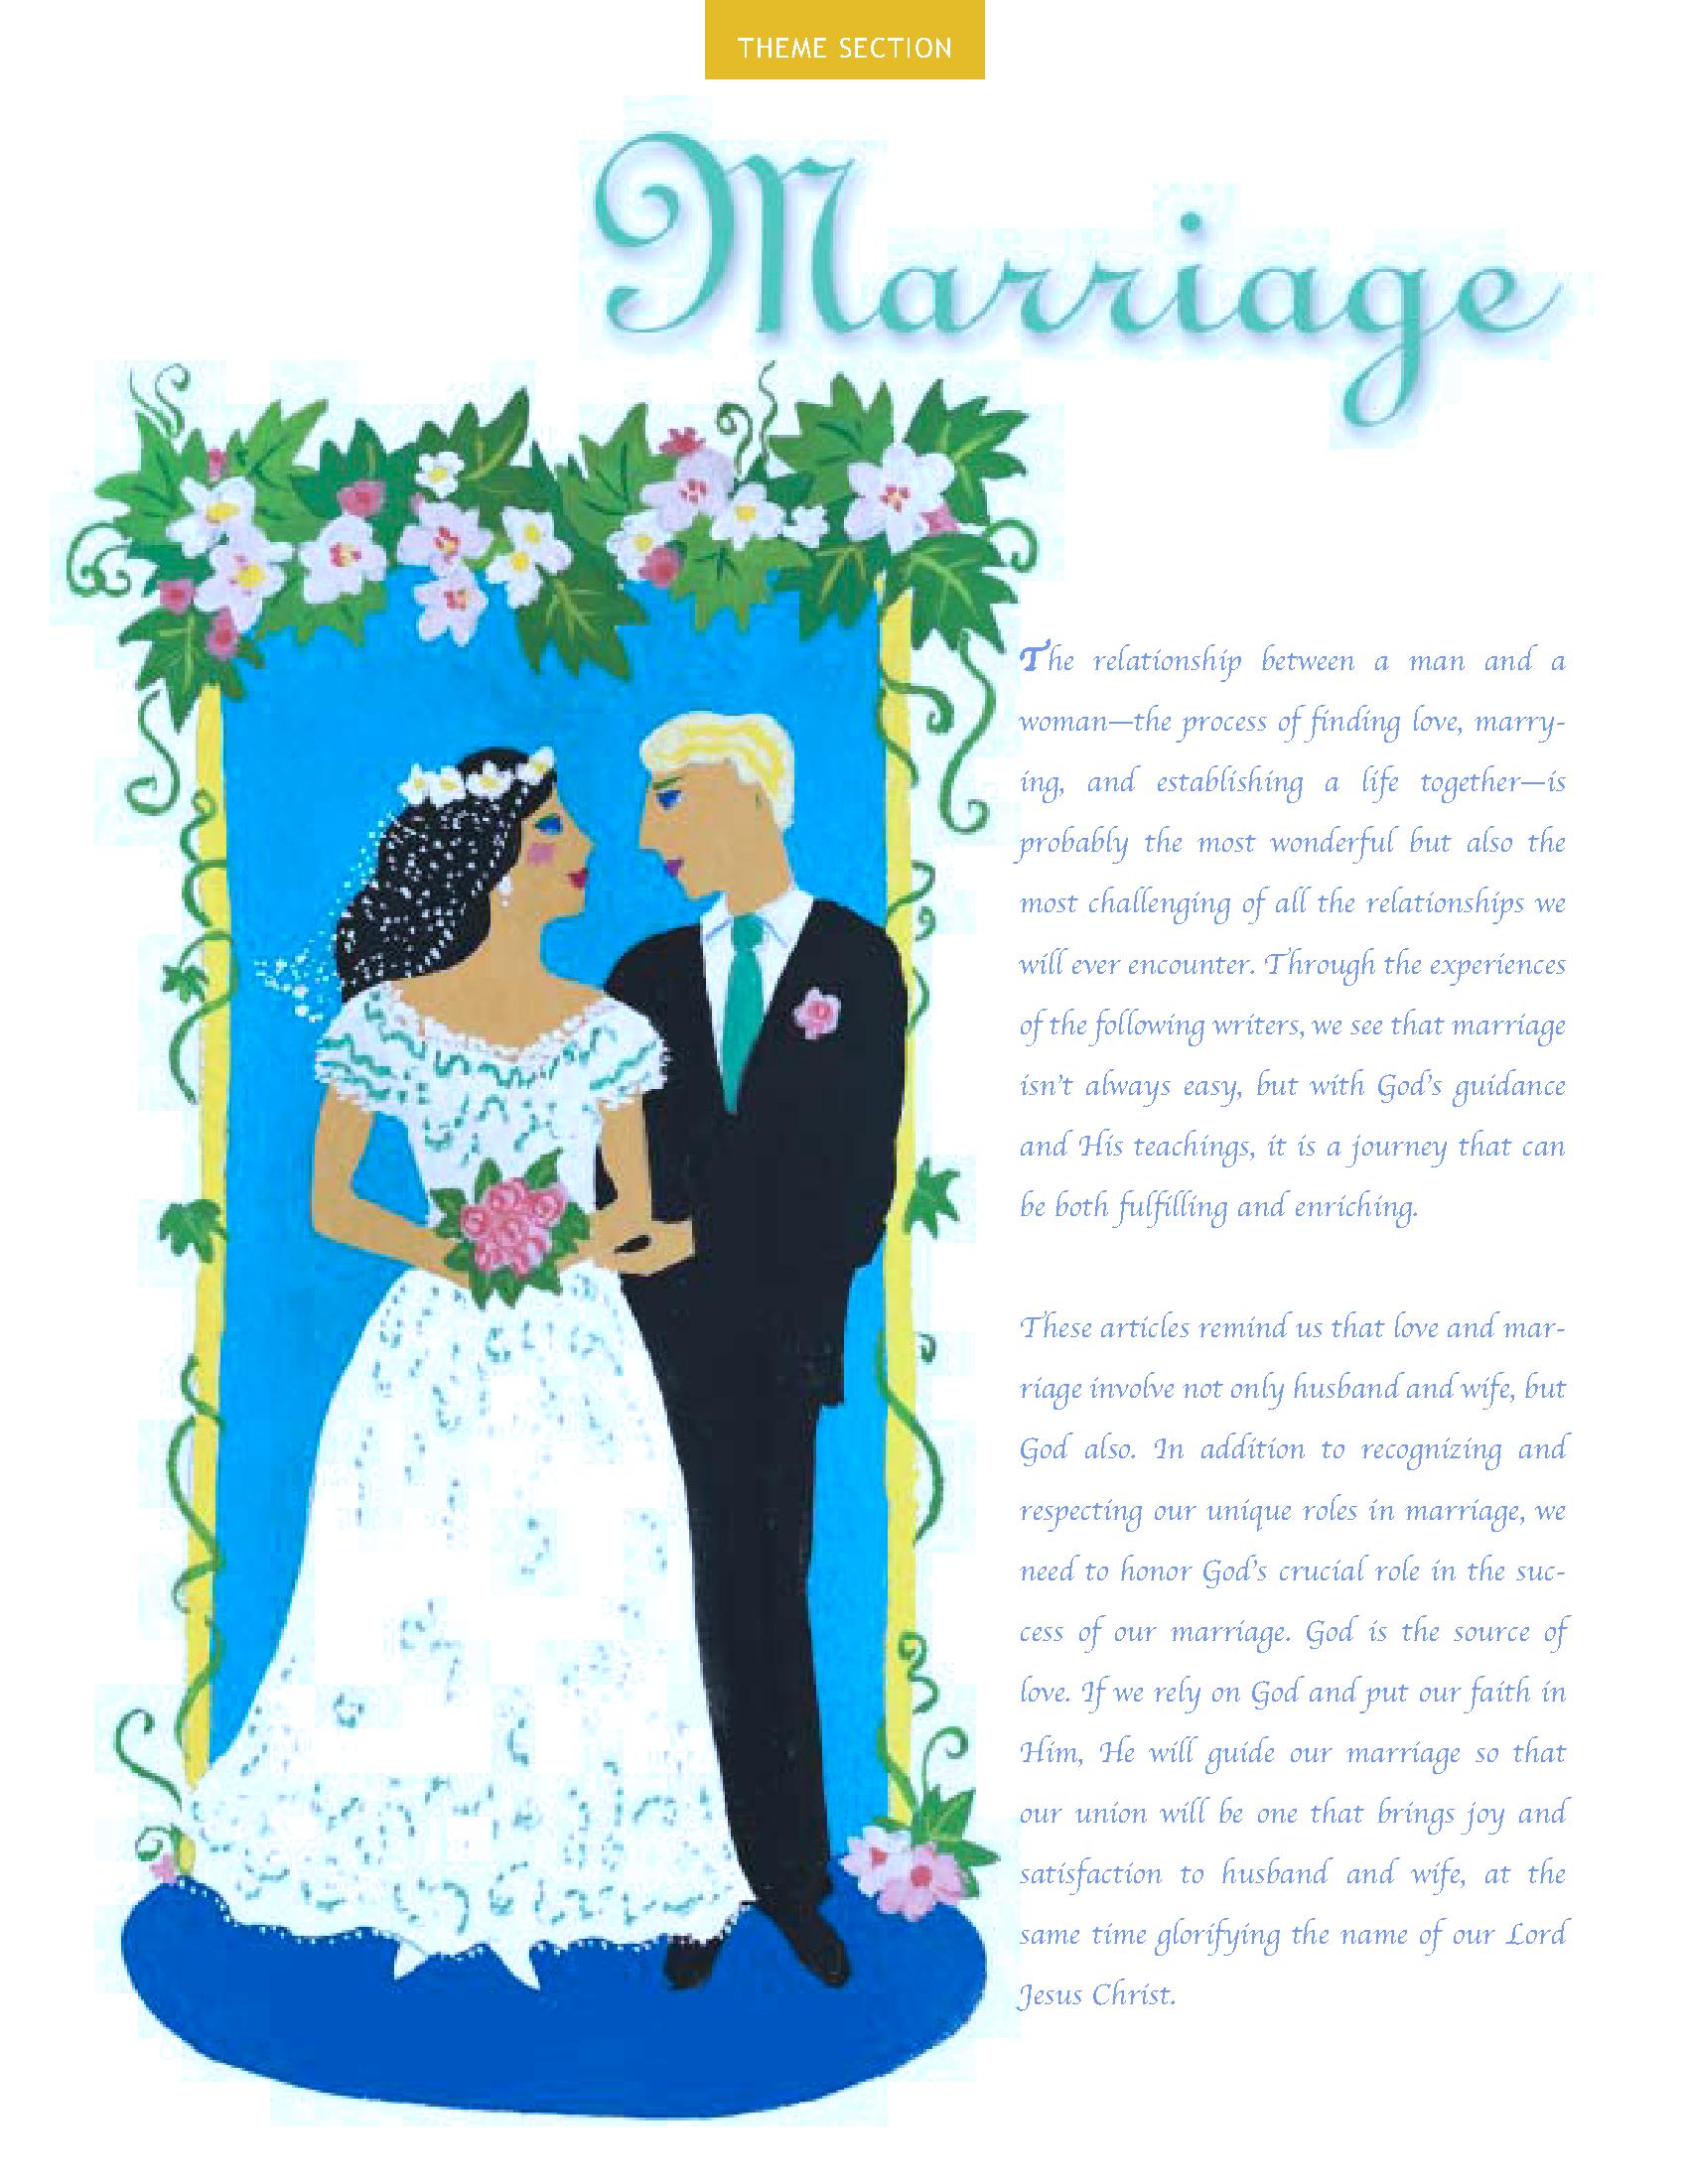 THEME SECTION
Marriage
The relationship between a man and a
woman—the process of finding love, marry-
ing, and establishing a life together—is
probably the most wonderful but also the
most challenging of all the relationships we
will ever encounter. Through the experiences
of the following writers, we see that marriage
isn't always easy, but with God's guidance
and His teachings, it is a journey that can
be both fulfilling and enriching.
These articles remind us that love and mar-
riage involve not only husband and wife, but
God also. In addition to recognizing and
respecting our unique roles in marriage, we
need to honor God's crucial role in the suc-
cess of our marriage. God is the source of
love. If we rely on God and put our faith in
Him, He will guide our marriage so that
our union will be one that brings joy and
satisfaction to husband and wife, at the
same time glorifying the name of our Lord
Jesus Christ.